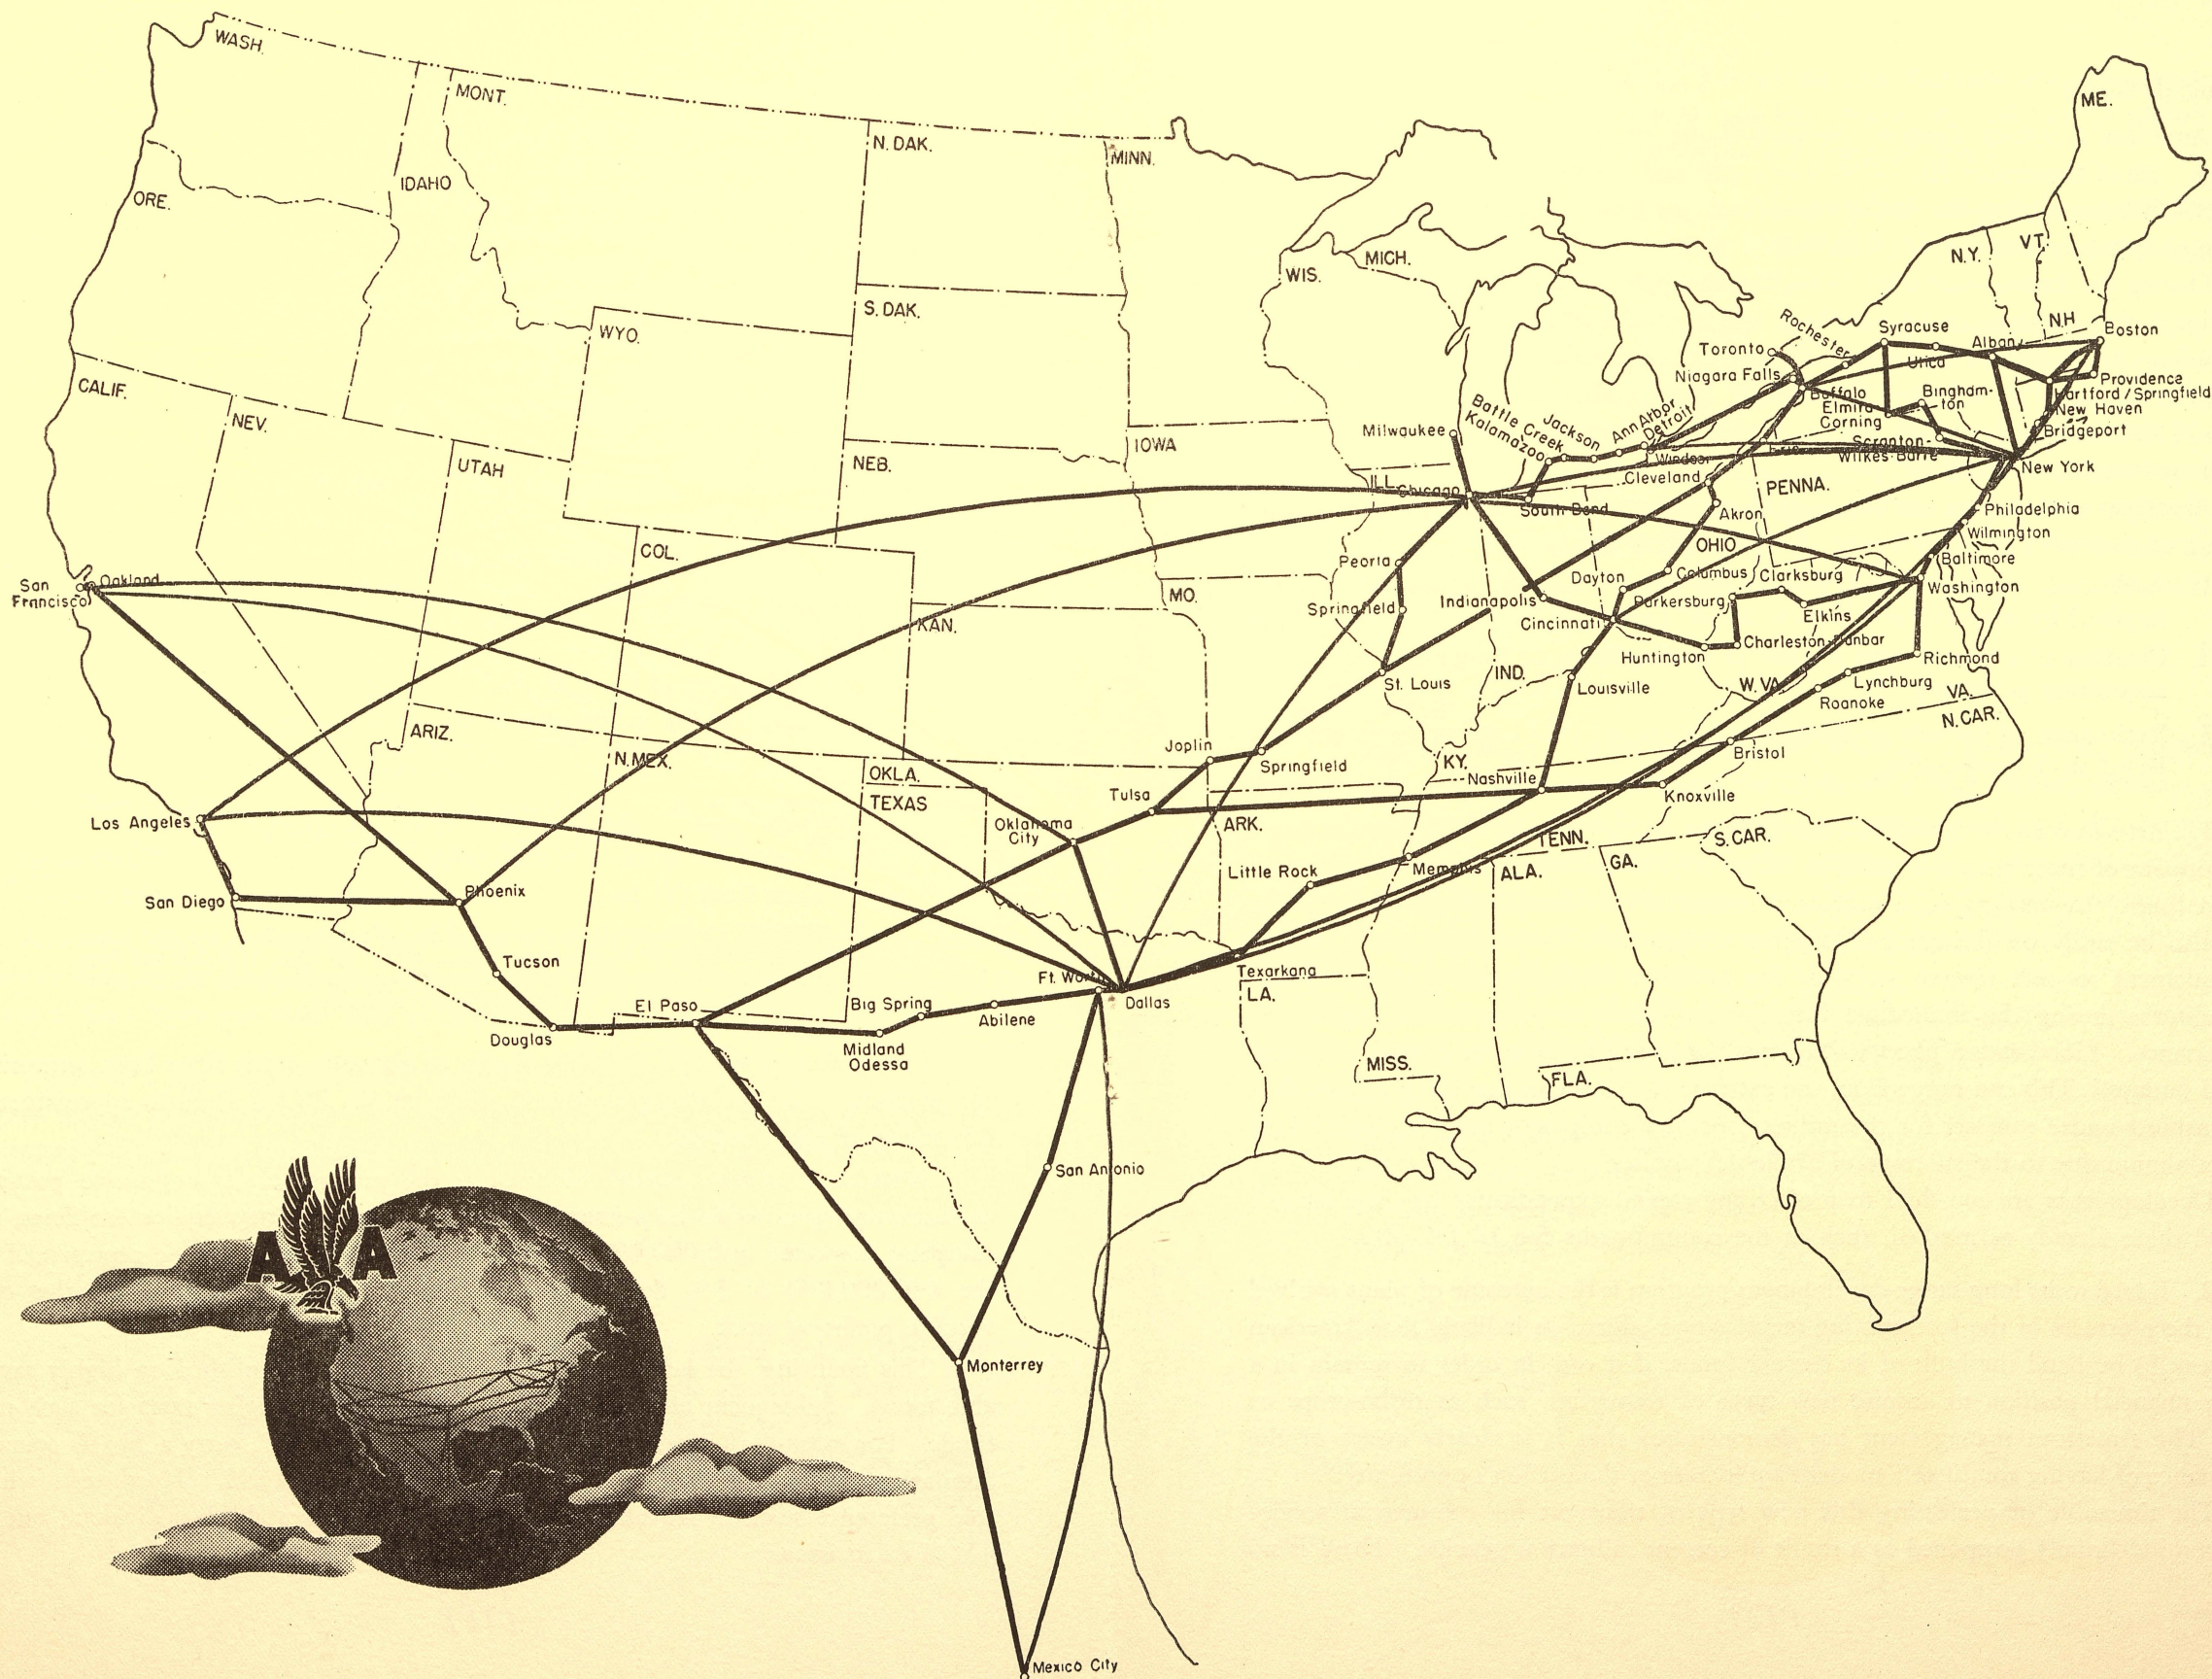 WASH.
MONT.
N. DAK.
MINN.
ME.
IDAHO
ORE.
WIS.
MICH.
N.Y.
VT.
S. DAK.
WYO.
NH
CALIF.
NEV.
UTAH
NEB.
IOWA
ILL.
PENNA.
COL.
OHIO
MO.
KAN.
IND.
W. VA.
VA.
N. CAR.
ARIZ.
N. MEX.
OKLA.
TEXAS
KY.
ARK.
TENN.
S. CAR.
ALA.
GA.
LA.
MISS.
FLA.
Rochester
Syracuse
Boston
Toronto
Utica
Albany
Niagara Falls
Providence
Hartford / Springfield
Buffalo
Elmira
Corning
Bingham-
ton
New Haven
Bridgeport
Battle Creek
Kalamazoo
Jackson
Ann Arbor
Detroit
Milwaukee
Windsor
Erie
Scranton-
Wilkes-Barre
New York
Chicago
South Bend
Cleveland
Akron
Philadelphia
Wilmington
Baltimore
Washington
San
Francisco
Oakland
Peoria
Springfield
Indianapolis
Dayton
Columbus
Clarksburg
Parkersburg
Elkins
Cincinnati
Huntington
Charleston-Dunbar
Richmond
St. Louis
Louisville
Lynchburg
Roanoke
Joplin
Springfield
Nashville
Bristol
Tulsa
Knoxville
Los Angeles
Oklahoma
City
Little Rock
Memphis
San Diego
Phoenix
Tucson
Ft. Worth
Texarkana
Dallas
El Paso
Big Spring
Abilene
Douglas
Midland
Odessa
San Antonio
A A
Monterrey
Mexico City